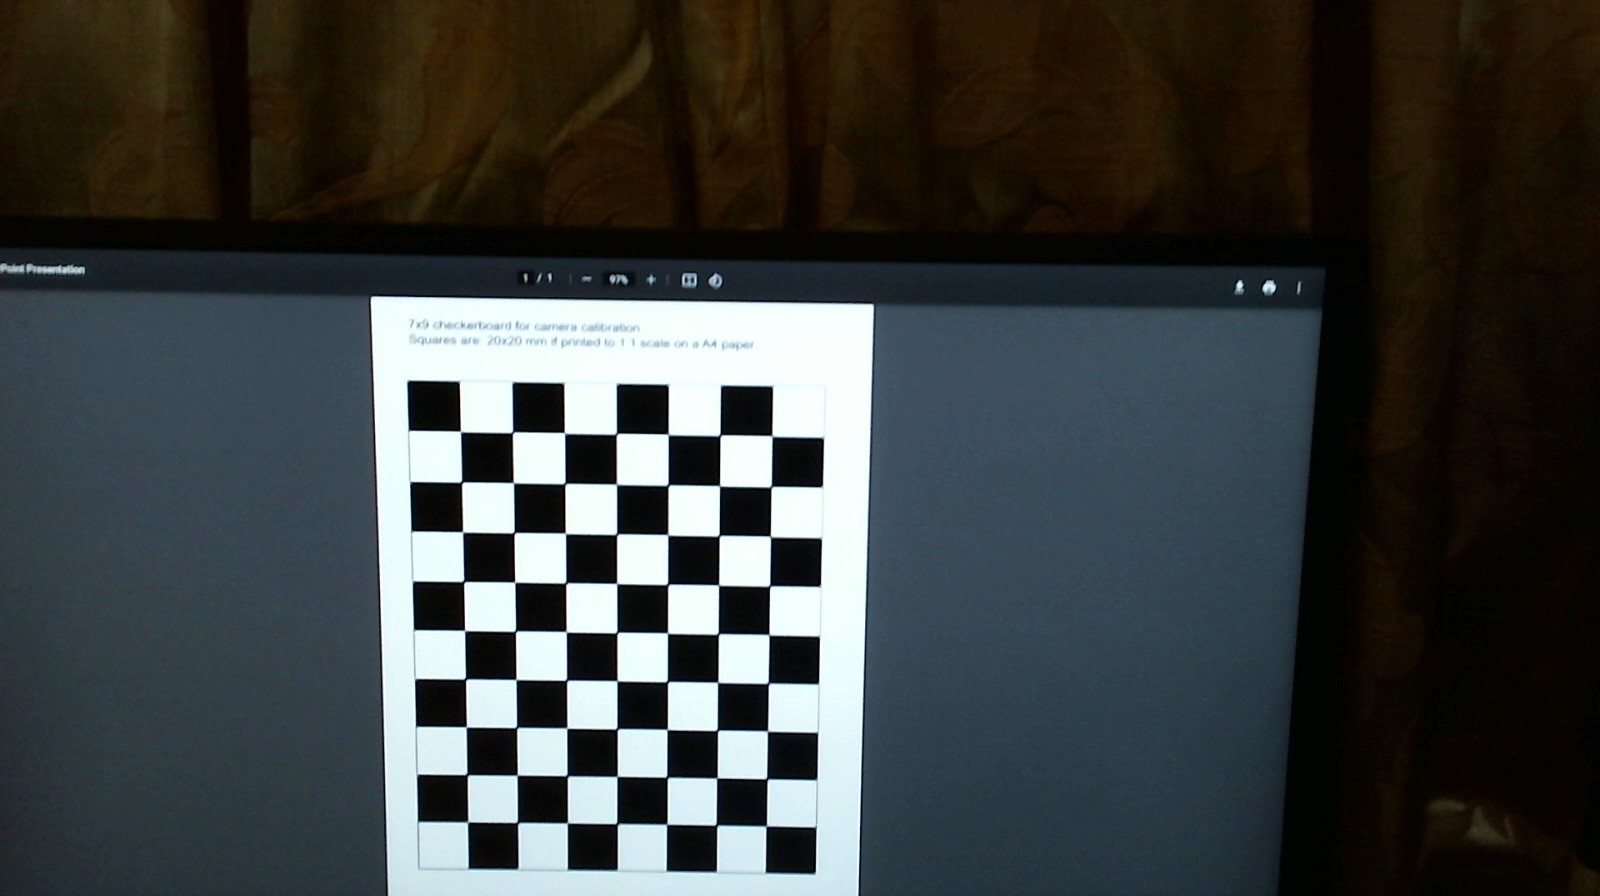 Point Presentation
1 / 1
97%
7x9 checkerboard for camera calibration
Squares are: 20x20 mm if printed to 1:1 scale on a A4 paper